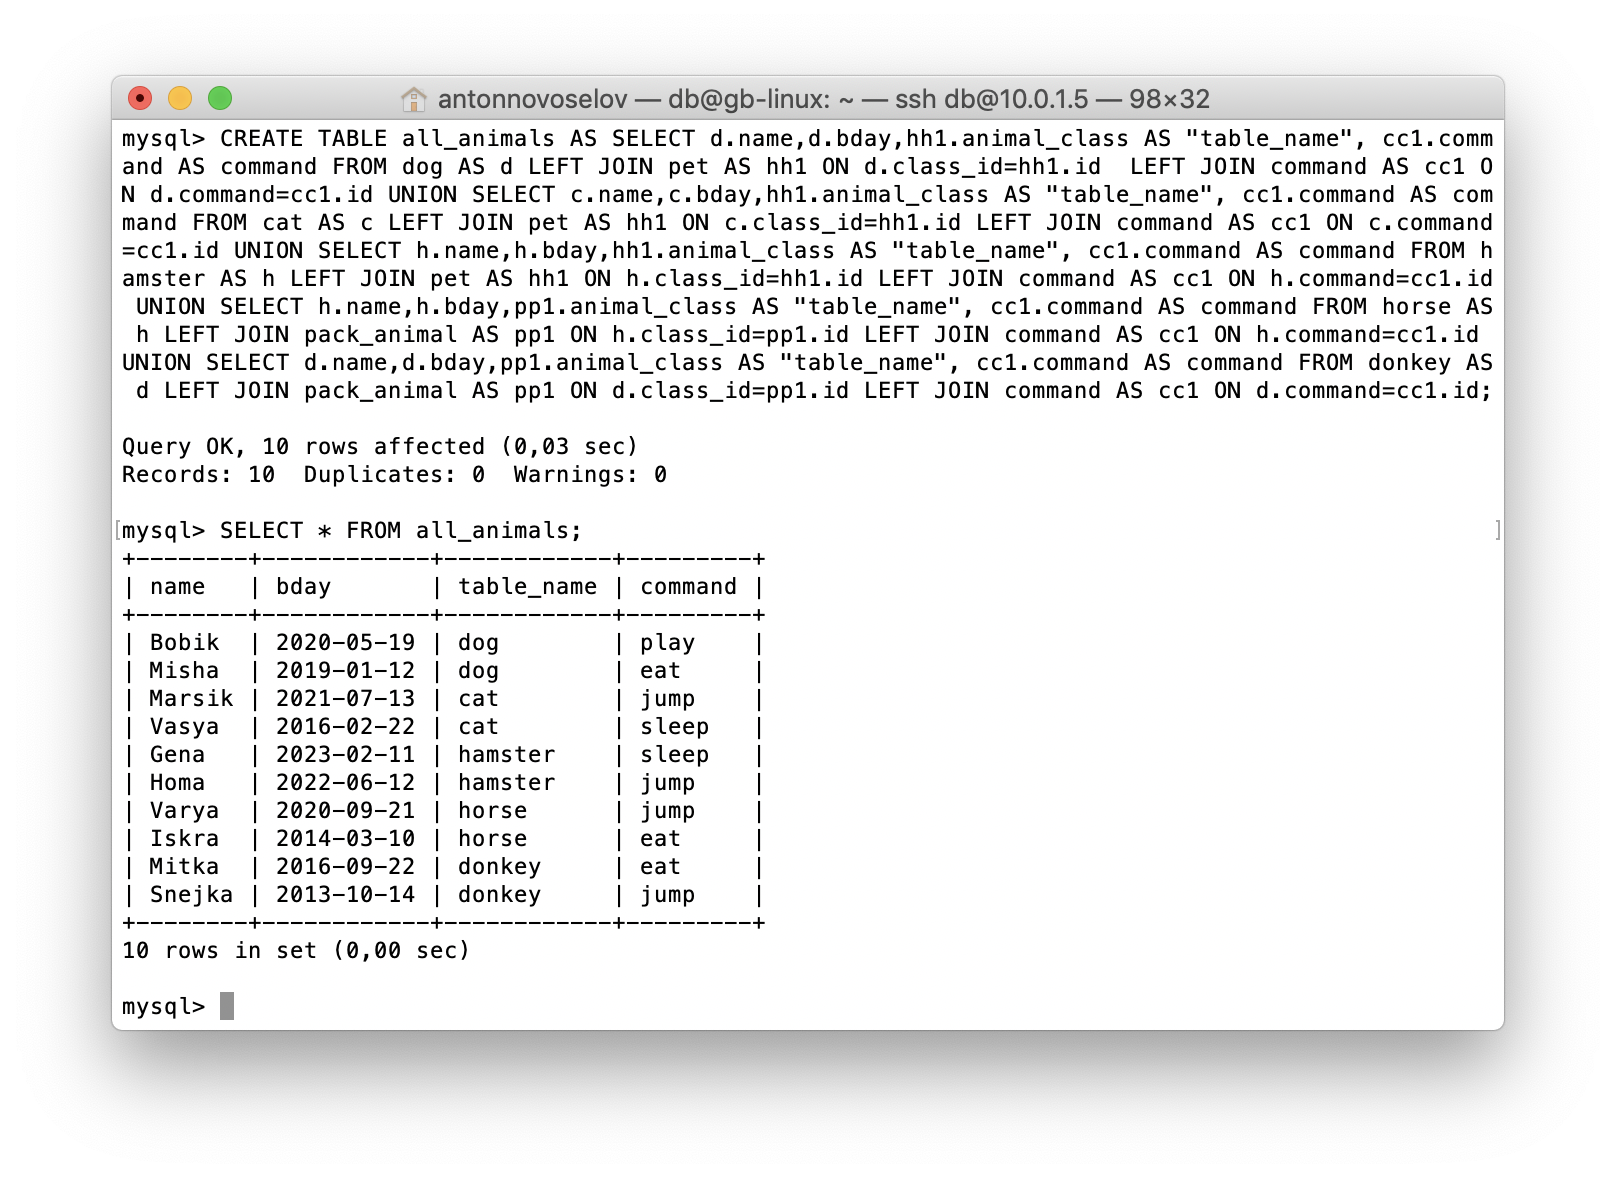 antonnovoselov — db@gb-linux: ~ — ssh db@10.0.1.5 — 98×32
mysql> CREATE TABLE all_animals AS SELECT d.name,d.bday,hh1.animal_class AS "table_name", cc1.comm
and AS command FROM dog AS d LEFT JOIN pet AS hh1 ON d.class_id=hh1.id  LEFT JOIN command AS cc1 O
N d.command=cc1.id UNION SELECT c.name,c.bday,hh1.animal_class AS "table_name", cc1.command AS com
mand FROM cat AS c LEFT JOIN pet AS hh1 ON c.class_id=hh1.id LEFT JOIN command AS cc1 ON c.command
=cc1.id UNION SELECT h.name,h.bday,hh1.animal_class AS "table_name", cc1.command AS command FROM h
amster AS h LEFT JOIN pet AS hh1 ON h.class_id=hh1.id LEFT JOIN command AS cc1 ON h.command=cc1.id
 UNION SELECT h.name,h.bday,pp1.animal_class AS "table_name", cc1.command AS command FROM horse AS
 h LEFT JOIN pack_animal AS pp1 ON h.class_id=pp1.id LEFT JOIN command AS cc1 ON h.command=cc1.id
UNION SELECT d.name,d.bday,pp1.animal_class AS "table_name", cc1.command AS command FROM donkey AS
 d LEFT JOIN pack_animal AS pp1 ON d.class_id=pp1.id LEFT JOIN command AS cc1 ON d.command=cc1.id;
Query OK, 10 rows affected (0,03 sec)
Records: 10  Duplicates: 0  Warnings: 0
[mysql> SELECT * FROM all_animals; ]
+--------+------------+------------+---------+
| name   | bday       | table_name | command |
+--------+------------+------------+---------+
| Bobik  | 2020-05-19 | dog        | play    |
| Misha  | 2019-01-12 | dog        | eat     |
| Marsik | 2021-07-13 | cat        | jump    |
| Vasya  | 2016-02-22 | cat        | sleep   |
| Gena   | 2023-02-11 | hamster    | sleep   |
| Homa   | 2022-06-12 | hamster    | jump    |
| Varya  | 2020-09-21 | horse      | jump    |
| Iskra  | 2014-03-10 | horse      | eat     |
| Mitka  | 2016-09-22 | donkey     | eat     |
| Snejka | 2013-10-14 | donkey     | jump    |
+--------+------------+------------+---------+
10 rows in set (0,00 sec)
mysql>